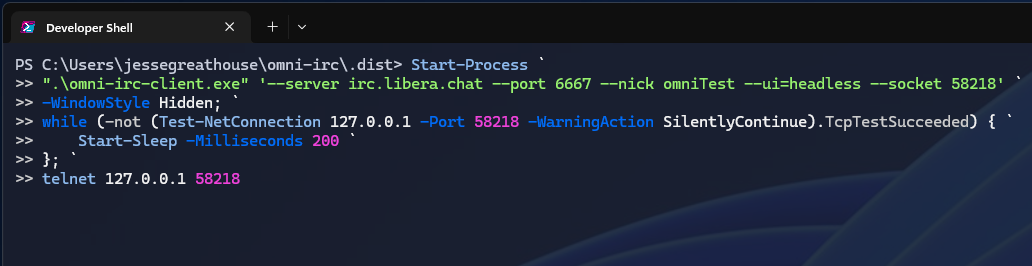 Developer Shell
PS C:\Users\jessegreathouse\omni-irc\.dist> Start-Process `
>> ".\omni-irc-client.exe" '--server irc.libera.chat --port 6667 --nick omniTest --ui=headless --socket 58218' `
>> -WindowStyle Hidden; `
>> while (-not (Test-NetConnection 127.0.0.1 -Port 58218 -WarningAction SilentlyContinue).TcpTestSucceeded) { `
>>     Start-Sleep -Milliseconds 200 `
>> }; `
>> telnet 127.0.0.1 58218